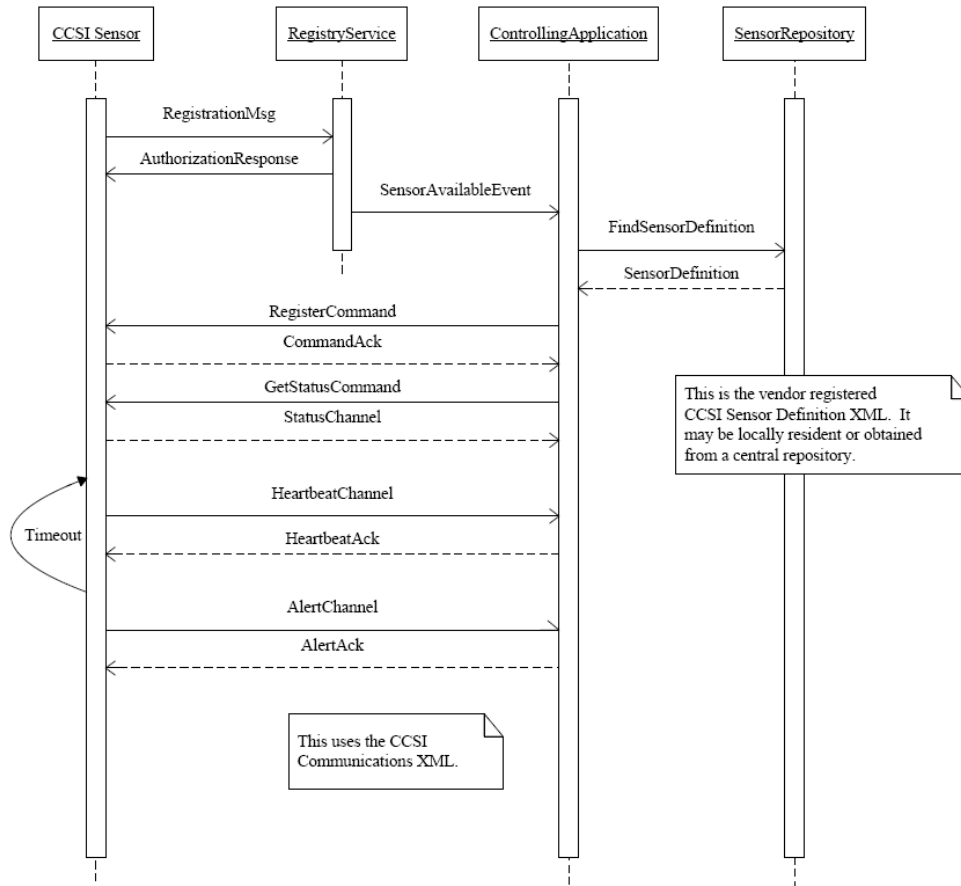 CCSI Sensor
RegistryService
ControllingApplication
SensorRepository
RegistrationMsg
AuthorizationResponse
SensorAvailableEvent
FindSensorDefinition
SensorDefinition
RegisterCommand
CommandAck
GetStatusCommand
StatusChannel
This is the vendor registered
CCSI Sensor Definition XML.  It
may be locally resident or obtained
from a central repository.
HeartbeatChannel
Timeout
HeartbeatAck
AlertChannel
AlertAck
This uses the CCSI
Communications XML.